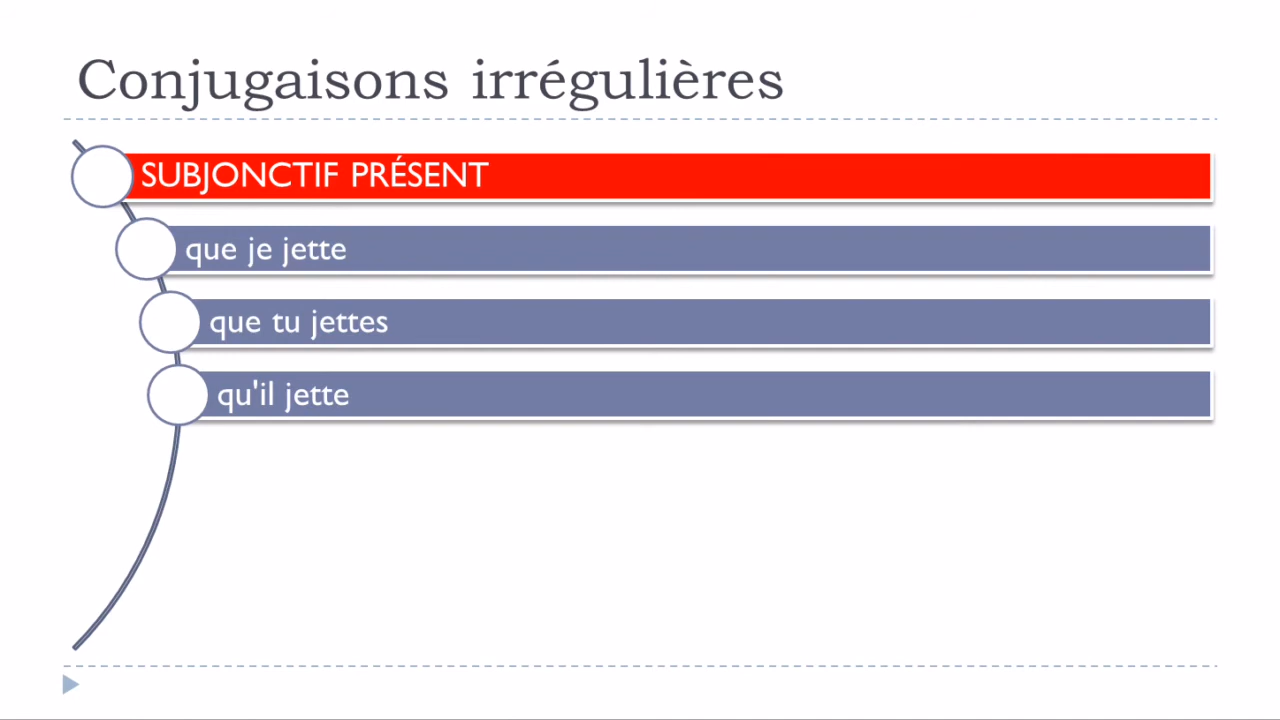 Conjugaisons irrégulières
SUBJONCTIF PRÉSENT
que je jette
que tu jettes
qu'il jette